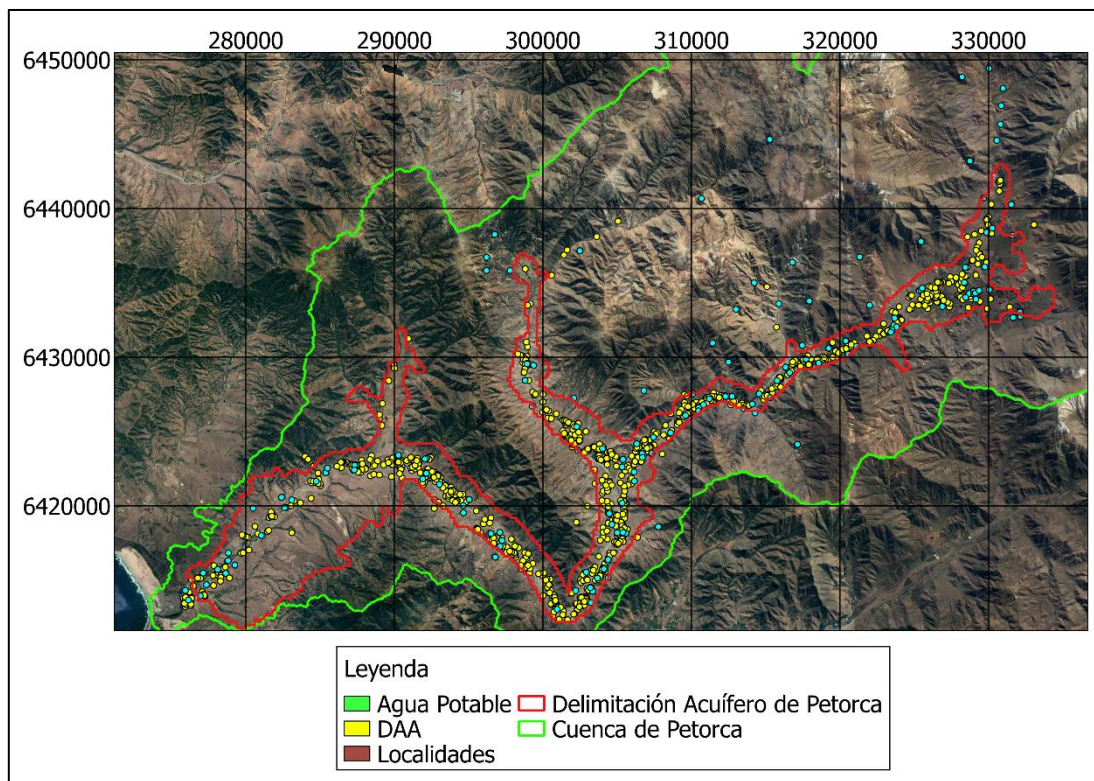 280000 290000 300000 310000 320000 330000
6450000
6440000
6430000
6420000
Leyenda
Agua Potable Delimitación Acuífero de Petorca
DAA Cuenca de Petorca
Localidades